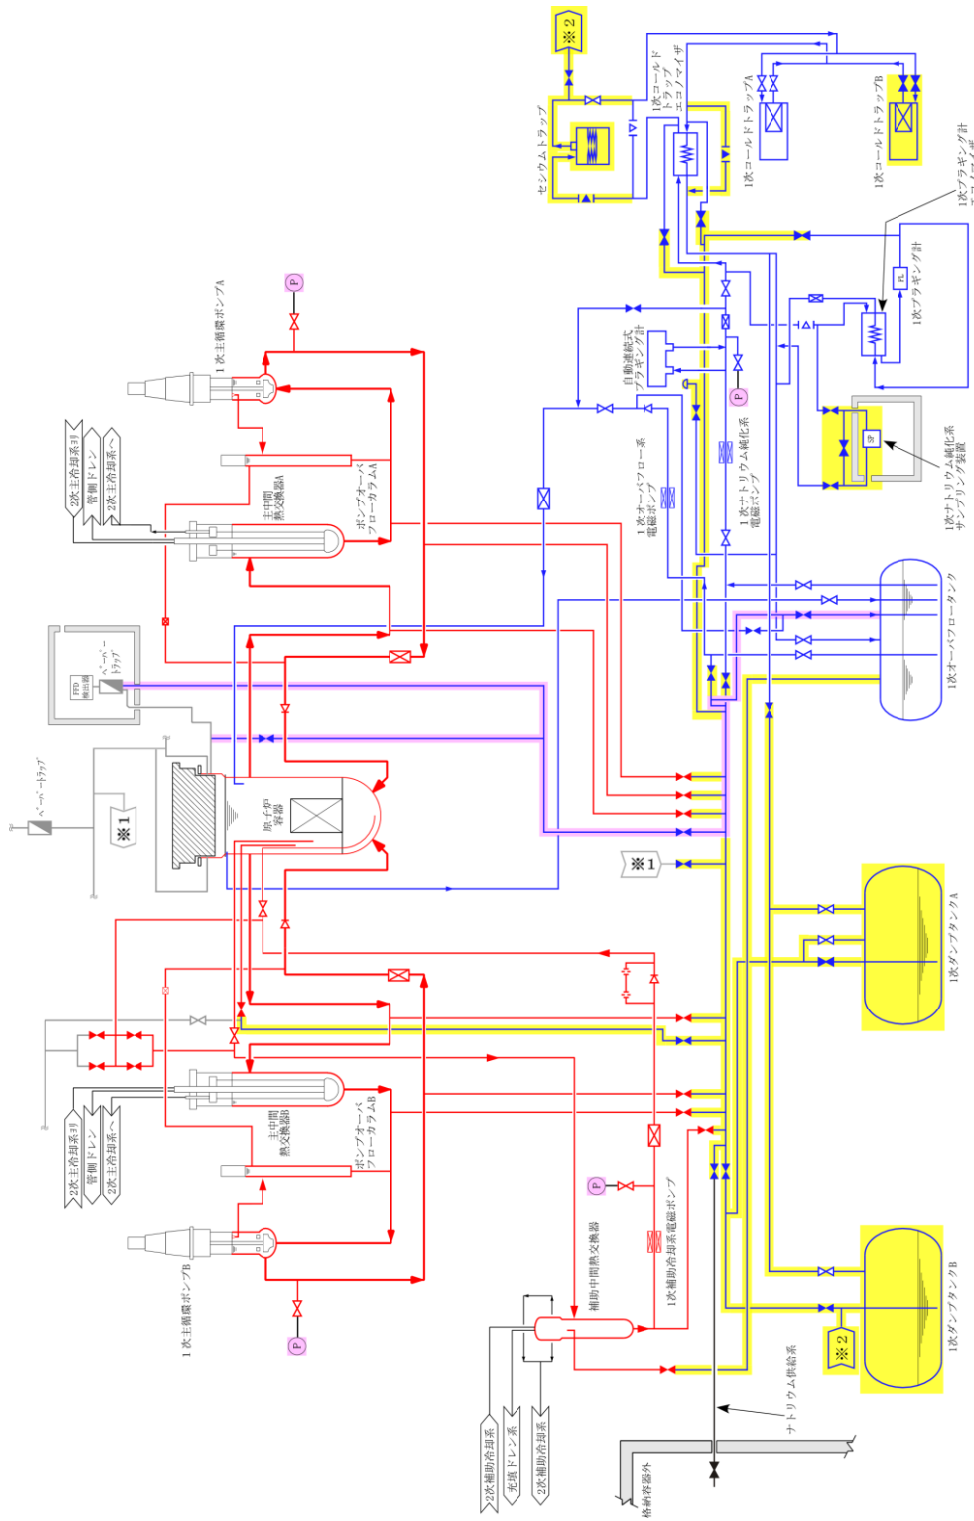 ※2
1次コールド
トラップ
エコノマイザ
セシウムトラップ
1次コールドトラップA
1次コールドトラップB
1次プラギング計
エコノマイザ
1次プラギング計
FL
自動連続式
プラギング計
P
1次オーバフロー系
電磁ポンプ
1次ナトリウム純化系
電磁ポンプ
SP
1次ナトリウム純化系
サンプリング装置
1次オーバフロータンク
P
1次主循環ポンプA
2次主冷却系ヨリ
管側ドレン
2次主冷却系へ
主中間
熱交換器A
ポンプオーバ
フローカラムA
FFD
検出器
ベーパー
トラップ
ベーパートラップ
※1
原子炉
容器
※1
1次ダンプタンクA
2次主冷却系ヨリ
管側ドレン
2次主冷却系へ
主中間
熱交換器B
ポンプオーバ
フローカラムB
1次主循環ポンプB
P
P
補助中間熱交換器
1次補助冷却系電磁ポンプ
2次補助冷却系
充填ドレン系
2次補助冷却系
※2
1次ダンプタンクB
ナトリウム供給系
格納容器外